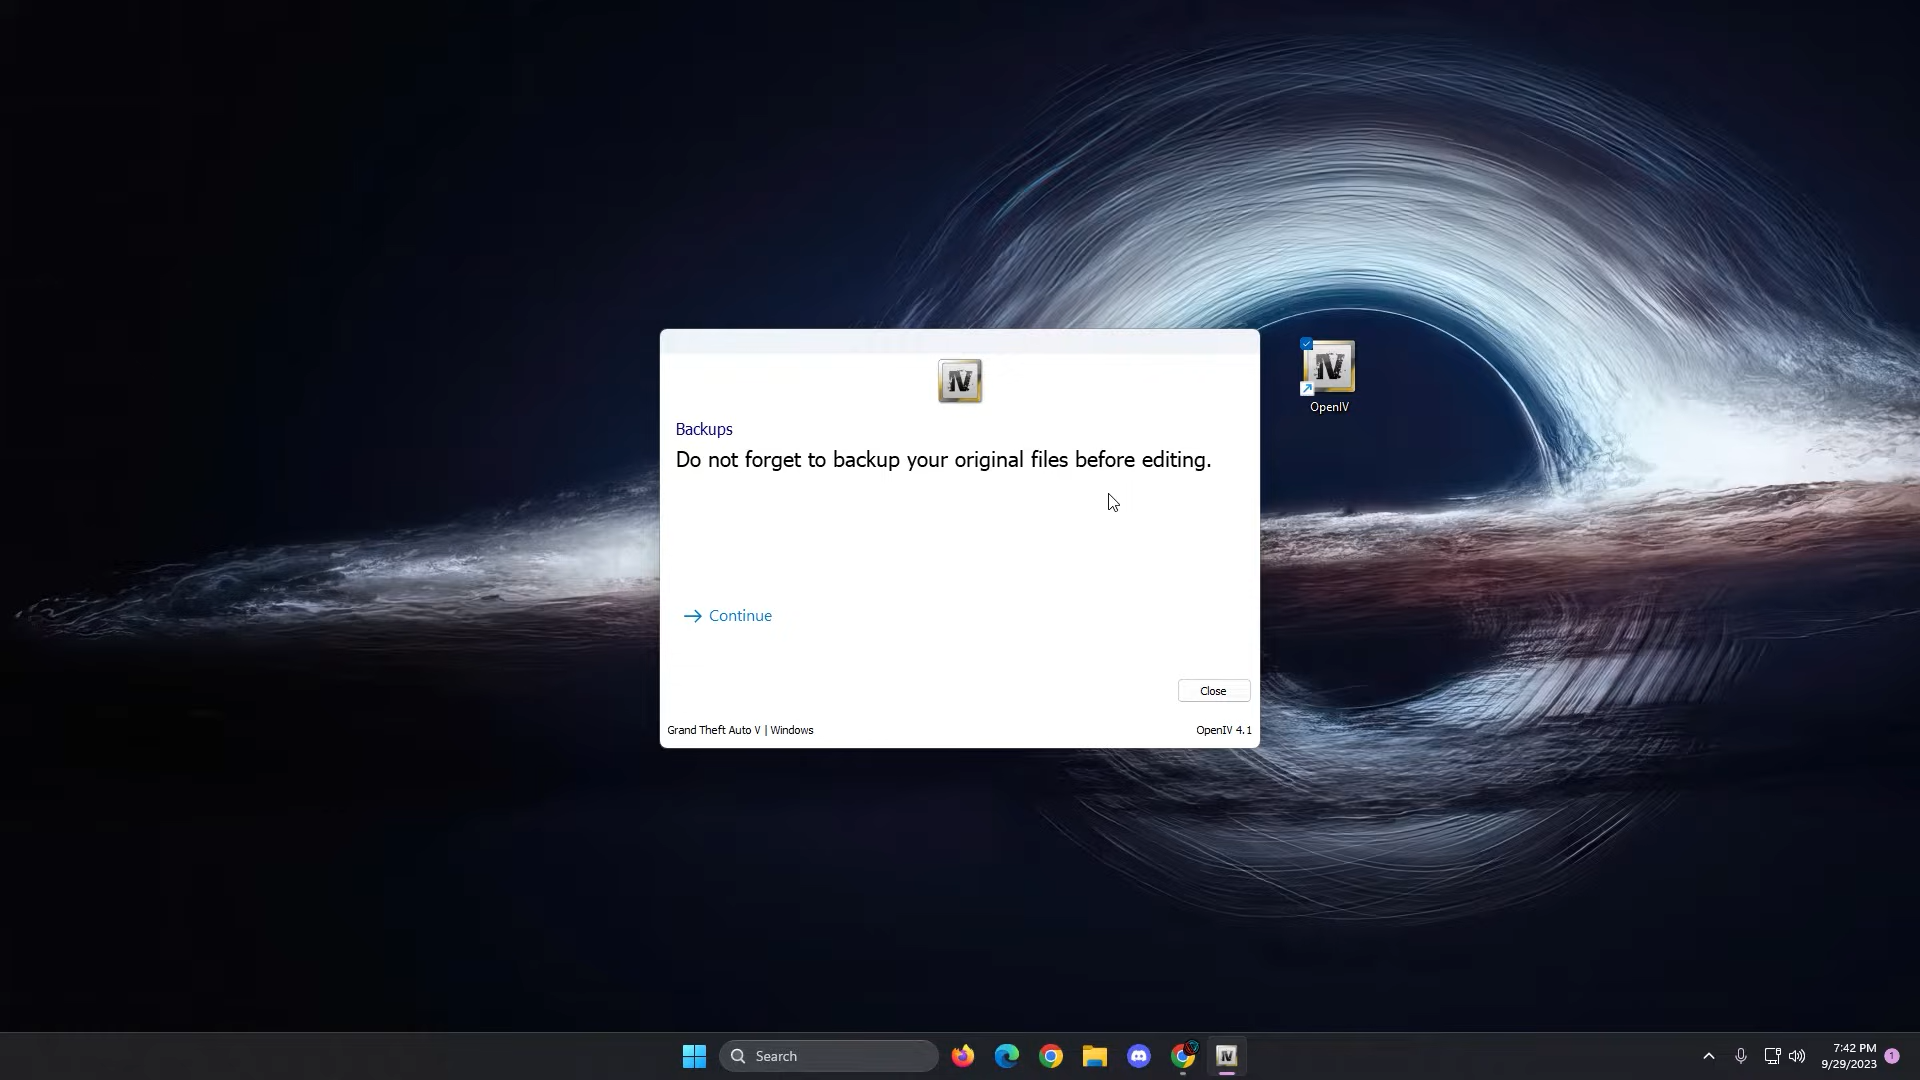 OpenIV
Backups
Do not forget to backup your original files before editing.
Continue
Close
Grand Theft Auto V | Windows
OpenIV 4.1
Search
7:42 PM
9/29/2023
1